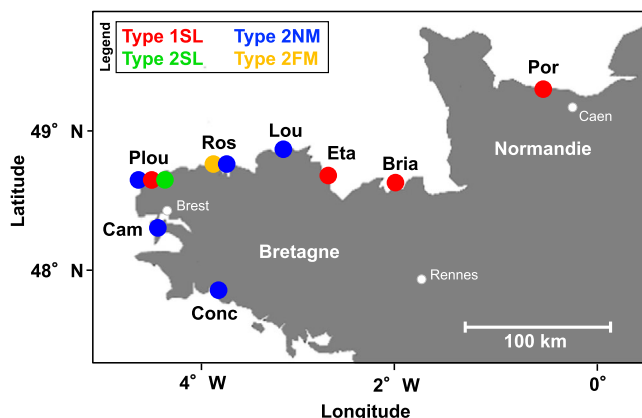 Legend
Type 1SL Type 2NM
Type 2SL Type 2FM
Por
Caen
Normandie
49° N
Lou
Ros
Eta
Plou
Bria
Brest
Cam
Bretagne
48° N
Rennes
Conc
100 km
4° W 2° W 0°
Longitude
Latitude